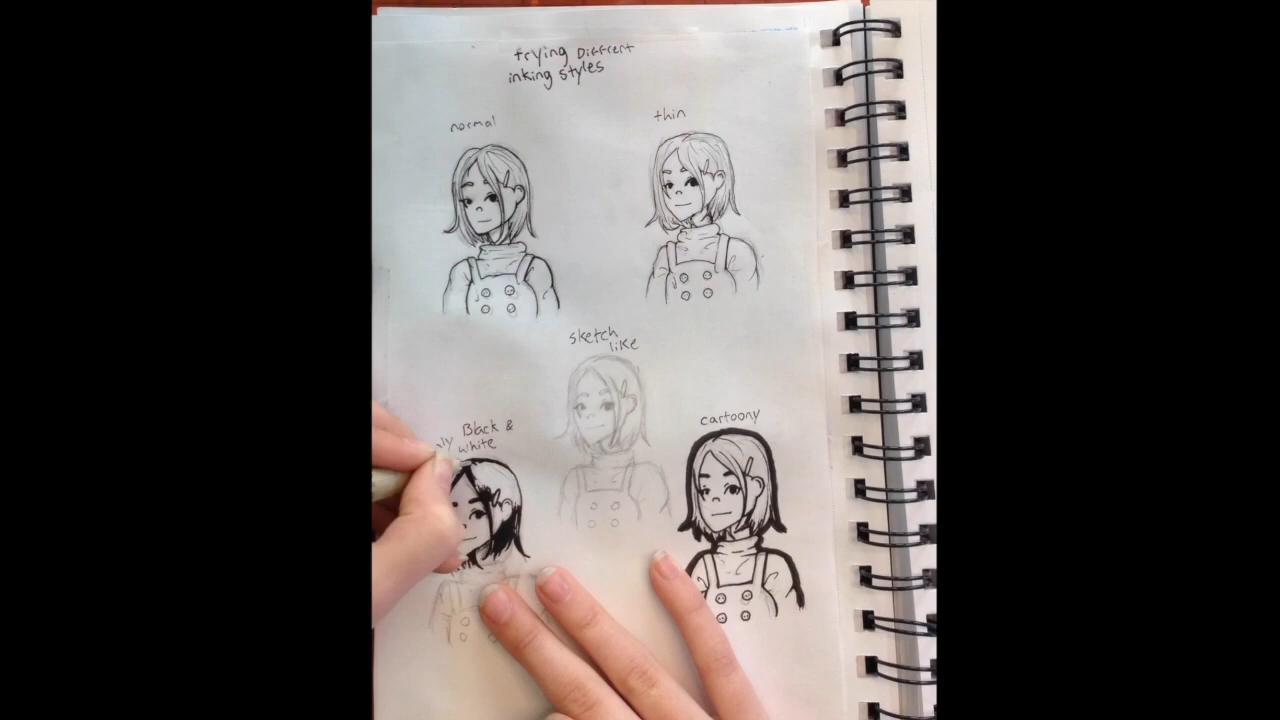 trying Different
inking styles
normal
thin
sketch
like
cartoony
Black &
white